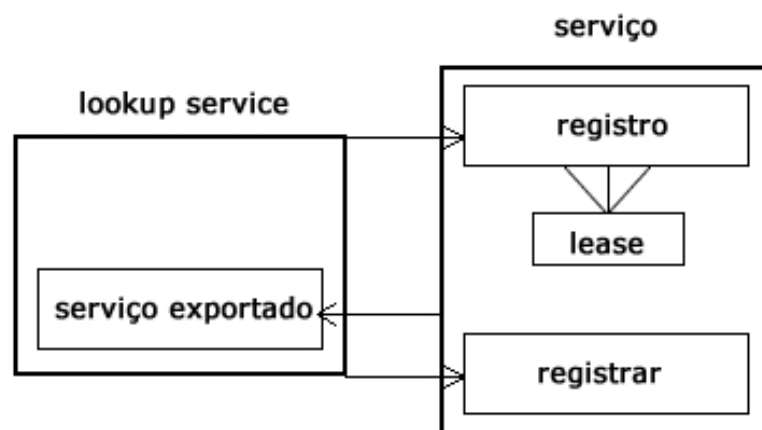 serviço
lookup service
registro
lease
serviço exportado
registrar